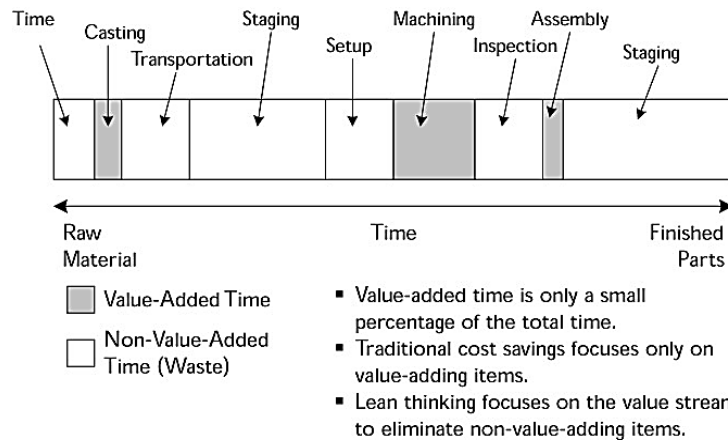 Time
Casting
Transportation
Staging
Setup
Machining
Inspection
Assembly
Staging
Raw
Material
Time
Finished
Parts
Value-Added Time
Non-Value-Added
Time (Waste)
▪ Value-added time is only a small
percentage of the total time.
▪ Traditional cost savings focuses only on
value-adding items.
▪ Lean thinking focuses on the value stream
to eliminate non-value-adding items.